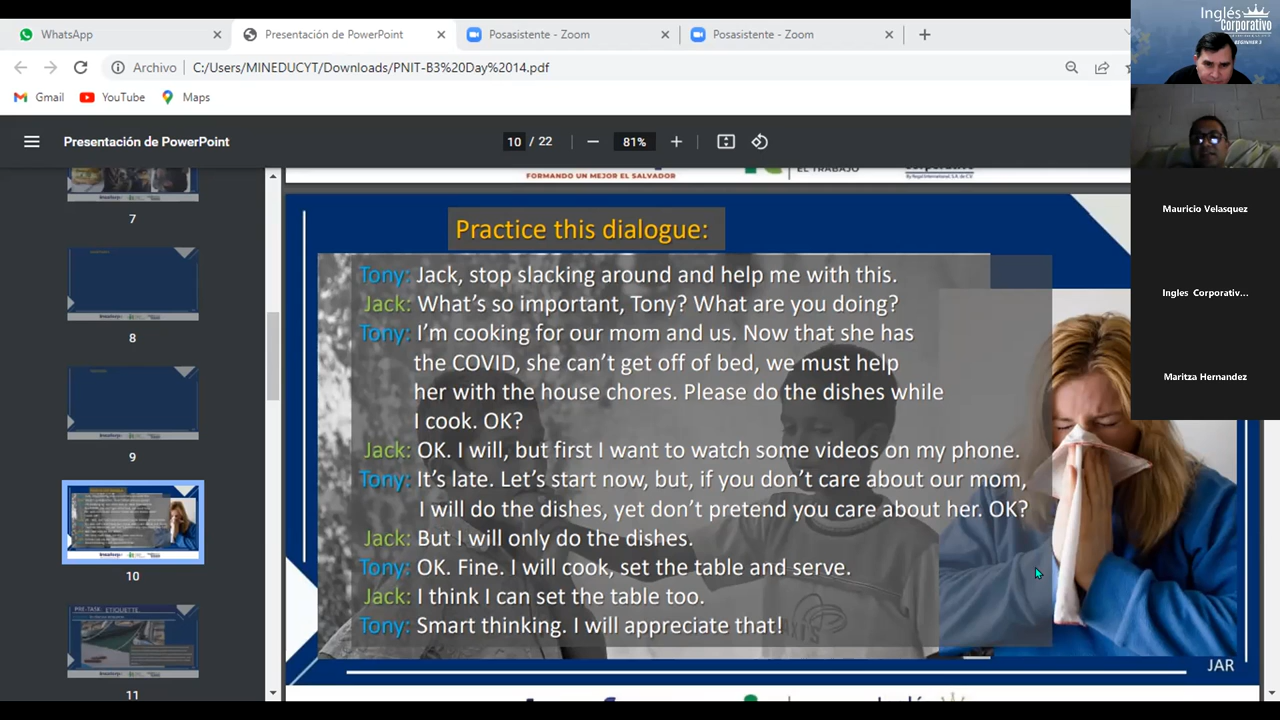 WhatsApp
Presentación de PowerPoint
Posasistente - Zoom
Posasistente - Zoom
Archivo
C:/Users/MINEDUCYT/Downloads/PNIT-B3%20Day%2014.pdf
Gmail
YouTube
Maps
Presentación de PowerPoint
10 / 22
81%
Inglés
Corporativo
BEGINNER 3
Mauricio Velasquez
Ingles Corporativ...
Maritza Hernandez
7
8
9
10
PRE-TASK: ETIQUETTE
11
FORMANDO UN MEJOR EL SALVADOR
EL TRABAJO
Practice this dialogue:
Tony: Jack, stop slacking around and help me with this.
Jack: What's so important, Tony? What are you doing?
Tony: I'm cooking for our mom and us. Now that she has
the COVID, she can't get off of bed, we must help
her with the house chores. Please do the dishes while
I cook. OK?
Jack: OK. I will, but first I want to watch some videos on my phone.
Tony: It's late. Let's start now, but, if you don't care about our mom,
I will do the dishes, yet don't pretend you care about her. OK?
Jack: But I will only do the dishes.
Tony: OK. Fine. I will cook, set the table and serve.
Jack: I think I can set the table too.
Tony: Smart thinking. I will appreciate that!
JAR